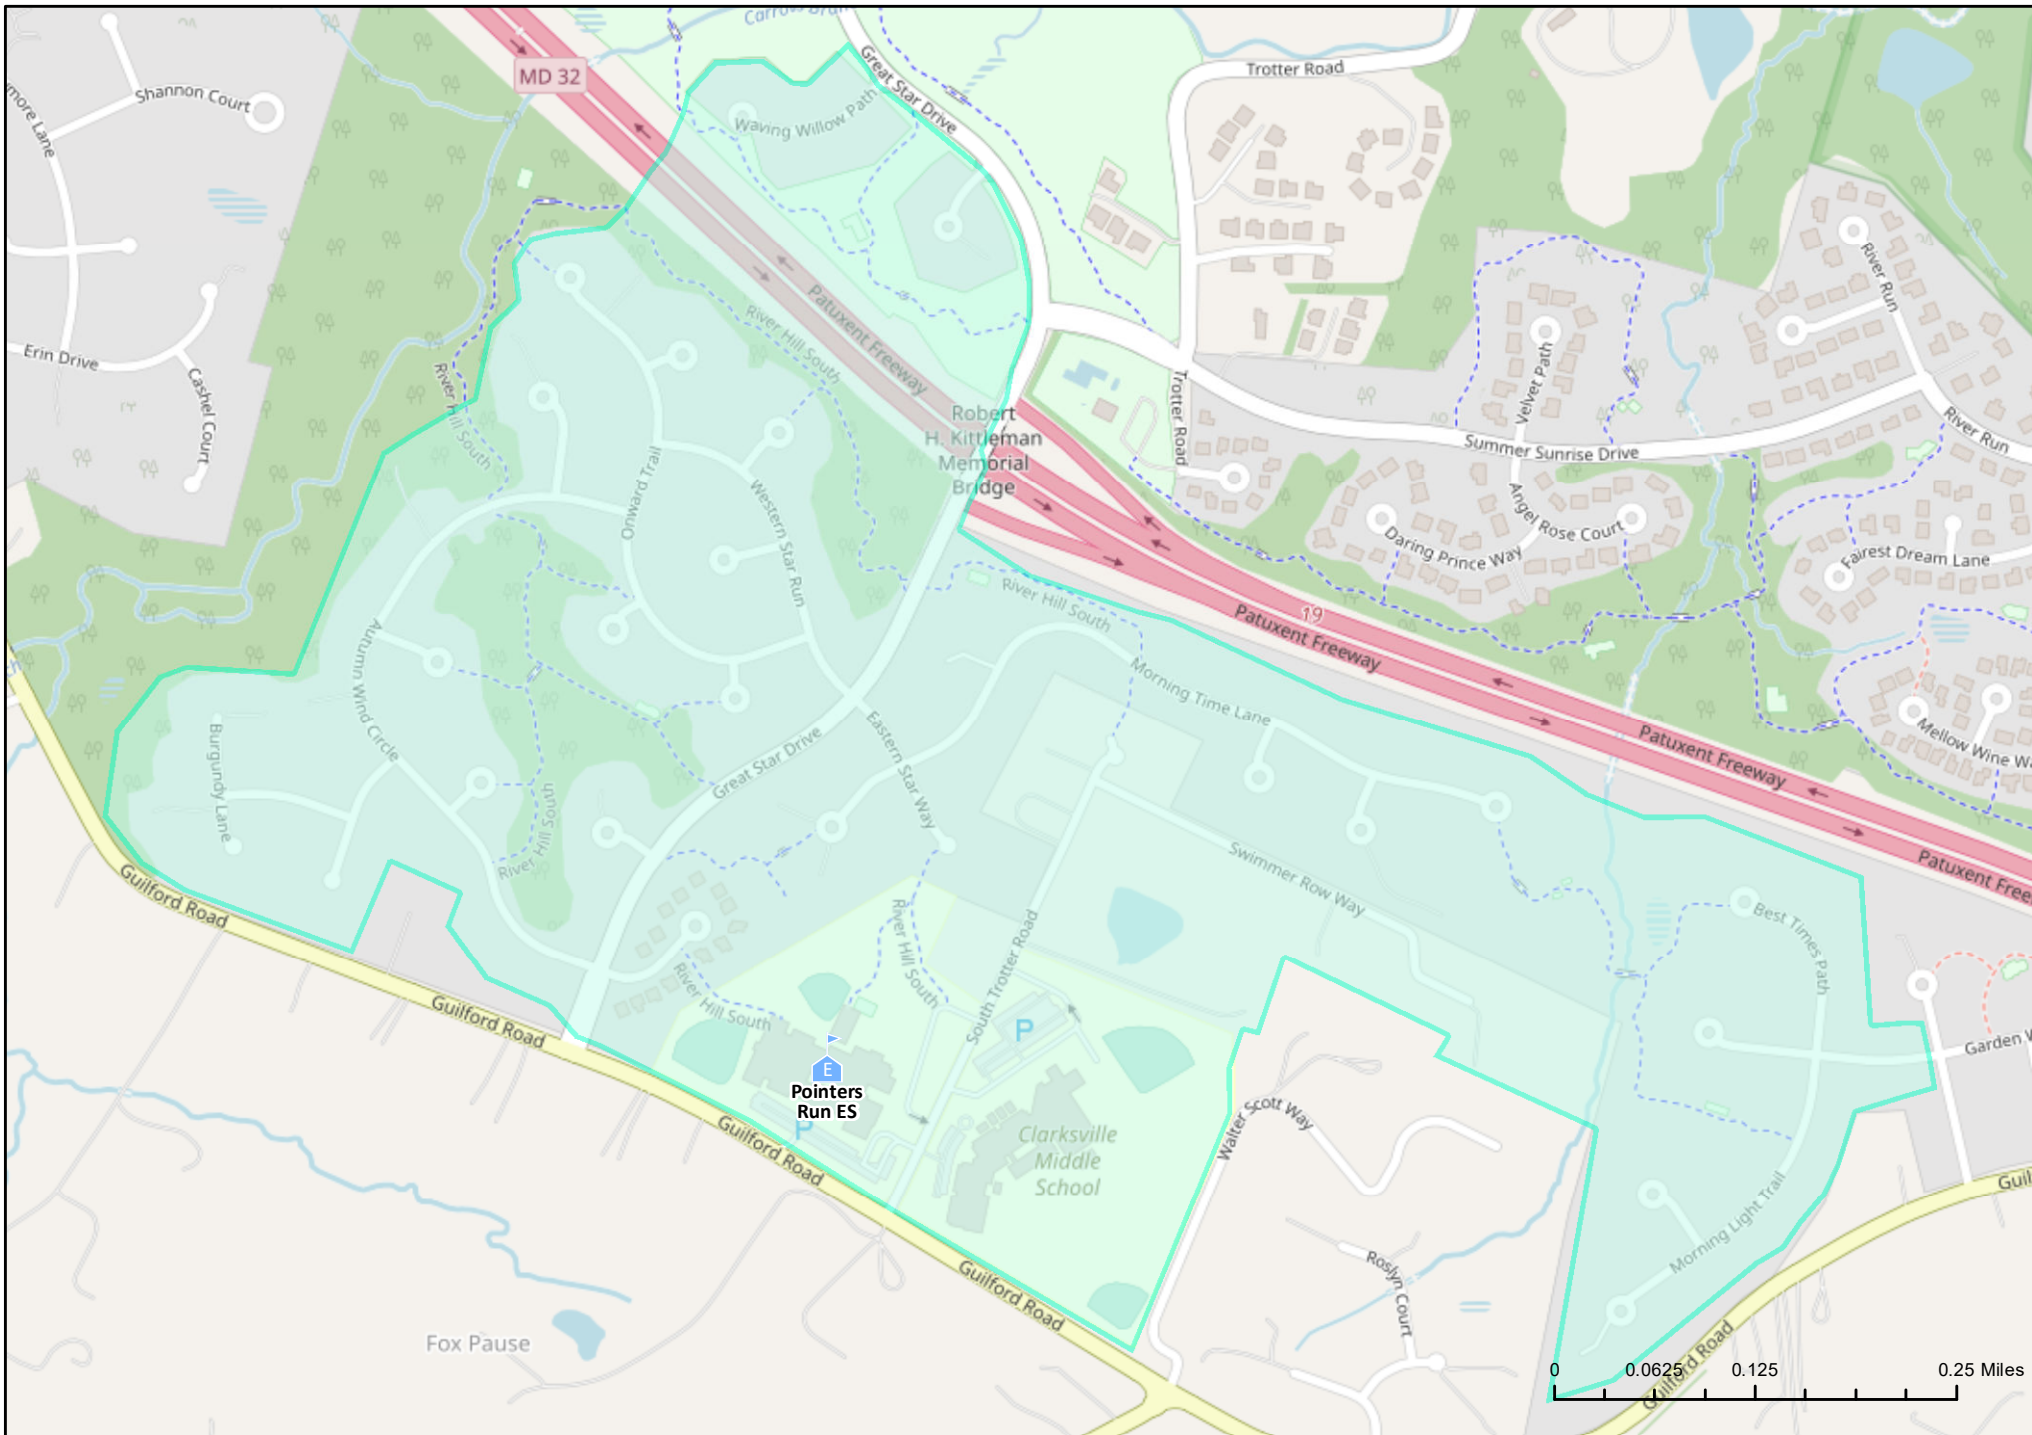 Carrow Bran
MD 32
Great Star Drive
Trotter Road
Shannon Court
more Lane
Waving Willow Path
River Run
Patuxent Freeway
River Hill South
Erin Drive
Cashel Court
River Hill South
Trotter Road
Velvet Path
River Run
Robert
H. Kittleman
Memorial
Bridge
Summer Sunrise Drive
Onward Trail
Western Star Run
Angel Rose Court
Daring Prince Way
Fairest Dream Lane
River Hill South
19
Patuxent Freeway
Autumn Wind Circle
Morning Time Lane
Burgundy Lane
Eastern Star Way
Great Star Drive
Patuxent Freeway
Mellow Wine Wa
River Hill South
Swimmer Row Way
Patuxent Free
Guilford Road
River Hill South
South Trotter Road
Best Times Path
Guilford Road
River Hill South
P
Garden W
E
Pointers
Run ES
P
Guilford Road
Clarksville
Middle
School
Walter Scott Way
Guil
Morning Light Trail
Guilford Road
Roslyn Court
Fox Pause
Guilford Road
0 0.0625 0.125 0.25 Miles